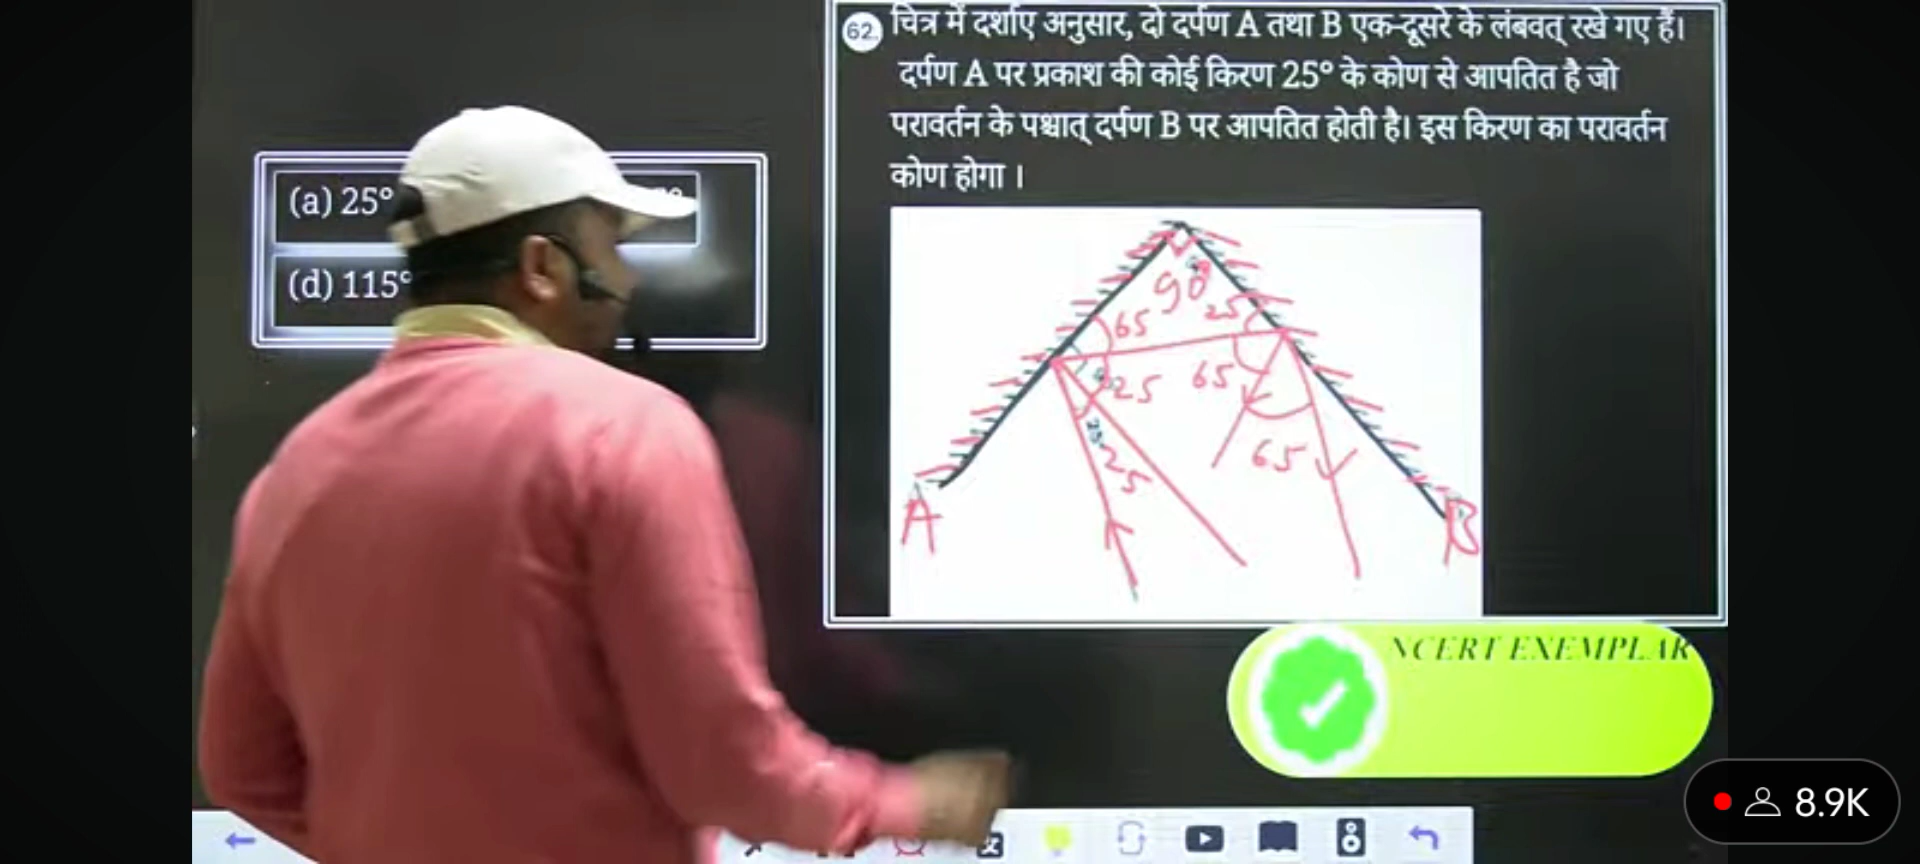 62. चित्र में दर्शाए अनुसार, दो दर्पण A तथा B एक-दूसरे के लंबवत् रखे गए हैं।
दर्पण A पर प्रकाश की कोई किरण 25° के कोण से आपतित है जो
परावर्तन के पश्चात् दर्पण B पर आपतित होती है। इस किरण का परावर्तन
कोण होगा ।
(a) 25°
(d) 115°
90
65
25
25
65
25
25
65
A
B
NCERT EXEMPLAR
8.9K